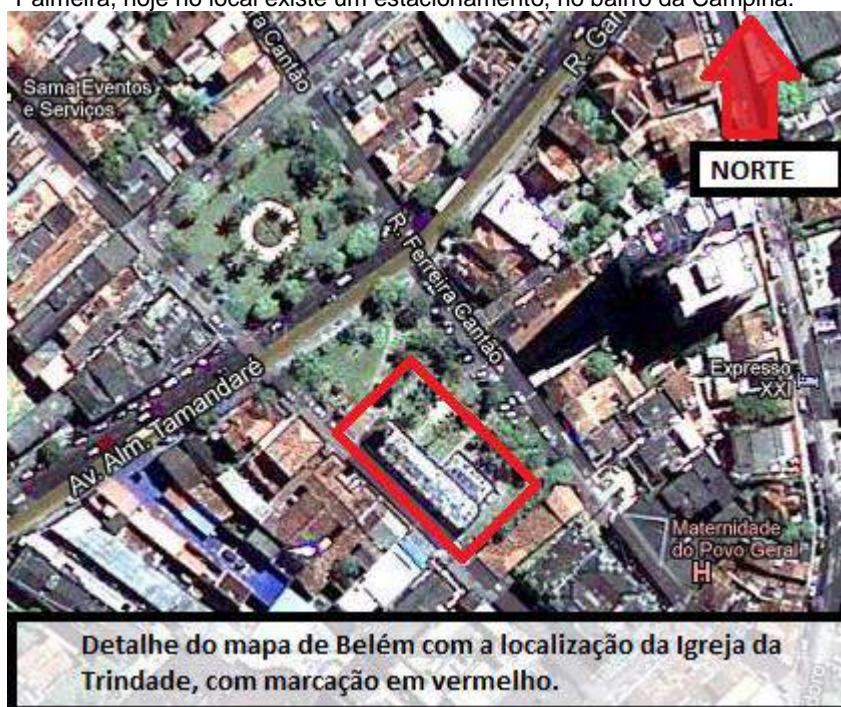 Palmeira, hoje no local existe um estacionamento, no bairro da Campina.
Sama Eventos
e Serviços
Cantão
R. Gam
NORTE
R. Ferreira Cantão
Av. Alm. Tamandaré
Expresso
XXI
Maternidade
do Povo Geral
H
Detalhe do mapa de Belém com a localização da Igreja da
Trindade, com marcação em vermelho.